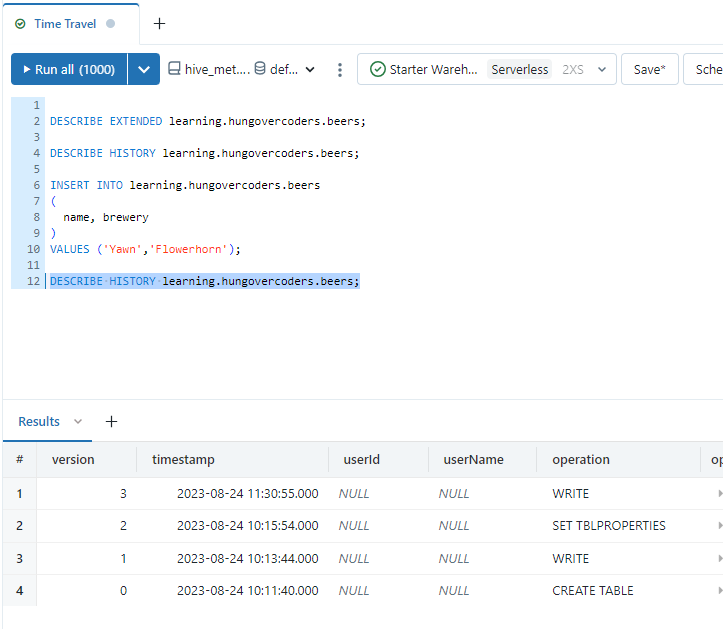 Time Travel
Run all (1000) hive_met.... def... Starter Wareh... Serverless 2XS Save* Sche
1
2 DESCRIBE EXTENDED learning.hungovercoders.beers;
3
4 DESCRIBE HISTORY learning.hungovercoders.beers;
5
6 INSERT INTO learning.hungovercoders.beers
7 (
8 name, brewery
9 )
10 VALUES ('Yawn','Flowerhorn');
11
12 DESCRIBE·HISTORY·learning.hungovercoders.beers;
Results
# version timestamp userId userName operation op
1 3 2023-08-24 11:30:55.000 NULL NULL WRITE
2 2 2023-08-24 10:15:54.000 NULL NULL SET TBLPROPERTIES
3 1 2023-08-24 10:13:44.000 NULL NULL WRITE
4 0 2023-08-24 10:11:40.000 NULL NULL CREATE TABLE